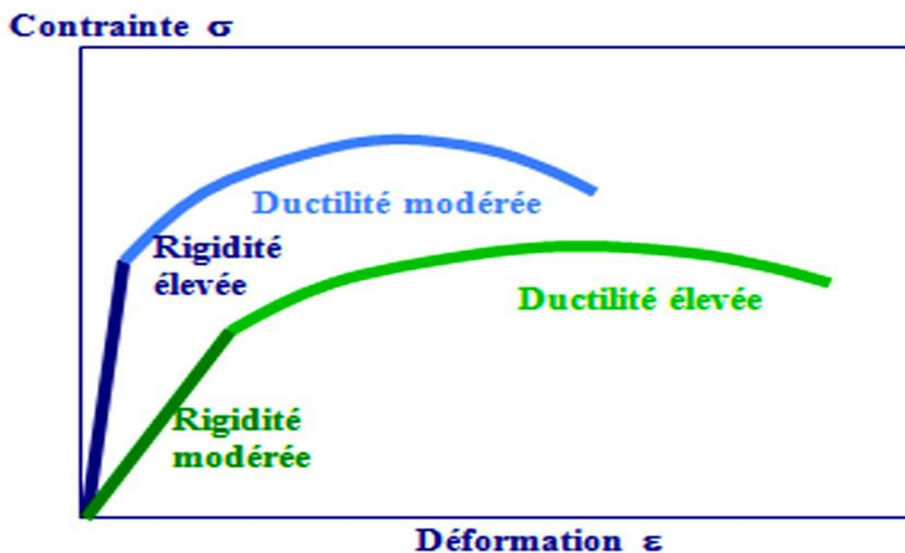 Contrainte σ
Ductilité modérée
Rigidité
élevée
Ductilité élevée
Rigidité
modérée
Déformation ε